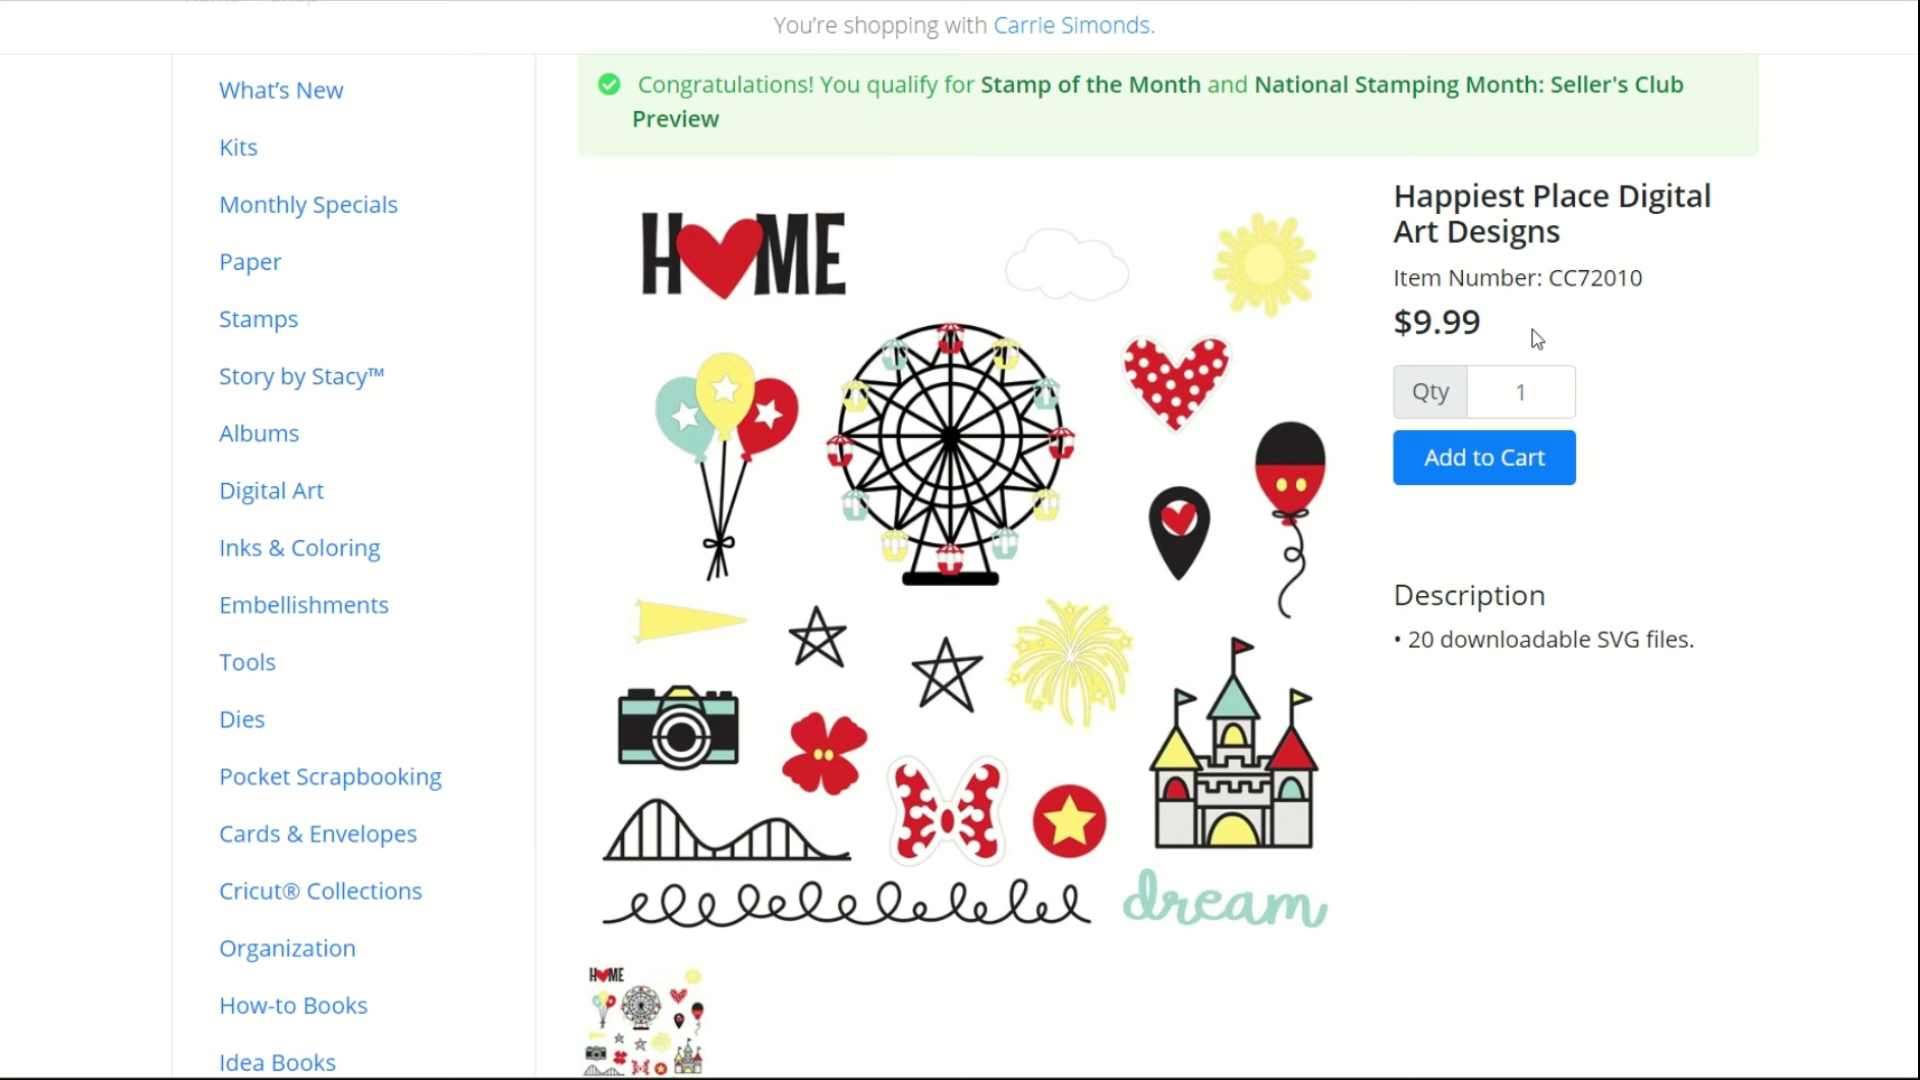 You're shopping with Carrie Simonds.
What's New
Kits
Monthly Specials
Paper
Stamps
Story by Stacy™
Albums
Digital Art
Inks & Coloring
Embellishments
Tools
Dies
Pocket Scrapbooking
Cards & Envelopes
Cricut® Collections
Organization
How-to Books
Idea Books
Congratulations! You qualify for Stamp of the Month and National Stamping Month: Seller's Club
Preview
H ME
dream
H ME
Happiest Place Digital
Art Designs
Item Number: CC72010
$9.99
Qty 1
Add to Cart
Description
• 20 downloadable SVG files.